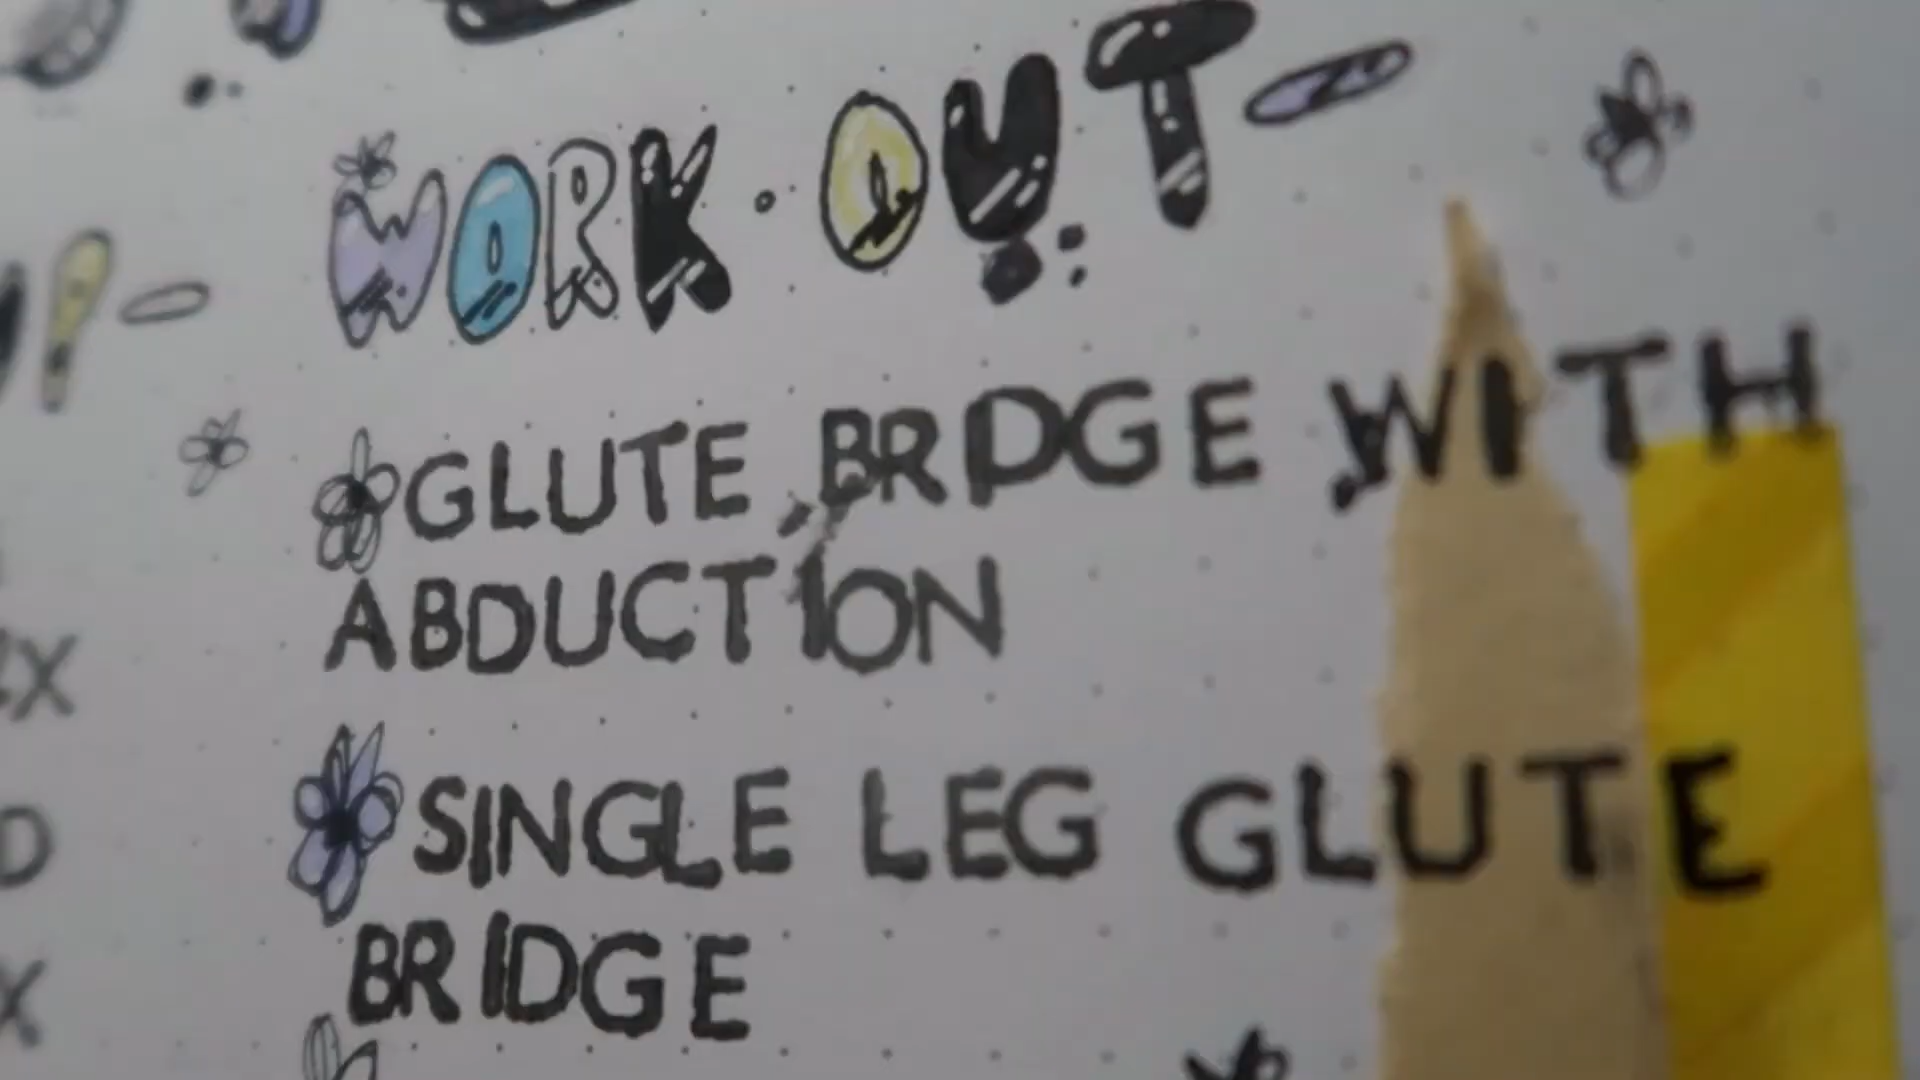 WORK·OUT-
GLUTE BRDGE WITH
ABDUCTION
SINGLE LEG GLUTE
BRIDGE